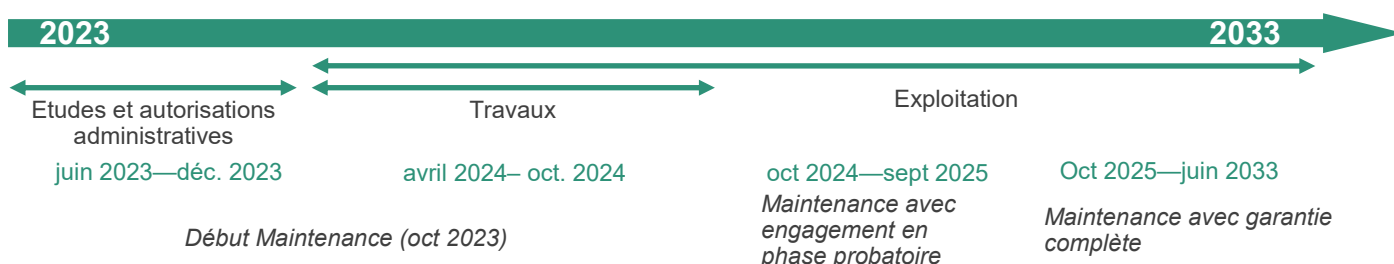 2023
2033
Etudes et autorisations
administratives
Travaux
Exploitation
juin 2023—déc. 2023
avril 2024– oct. 2024
oct 2024—sept 2025
Oct 2025—juin 2033
Début Maintenance (oct 2023)
Maintenance avec
engagement en
phase probatoire
Maintenance avec garantie
complète